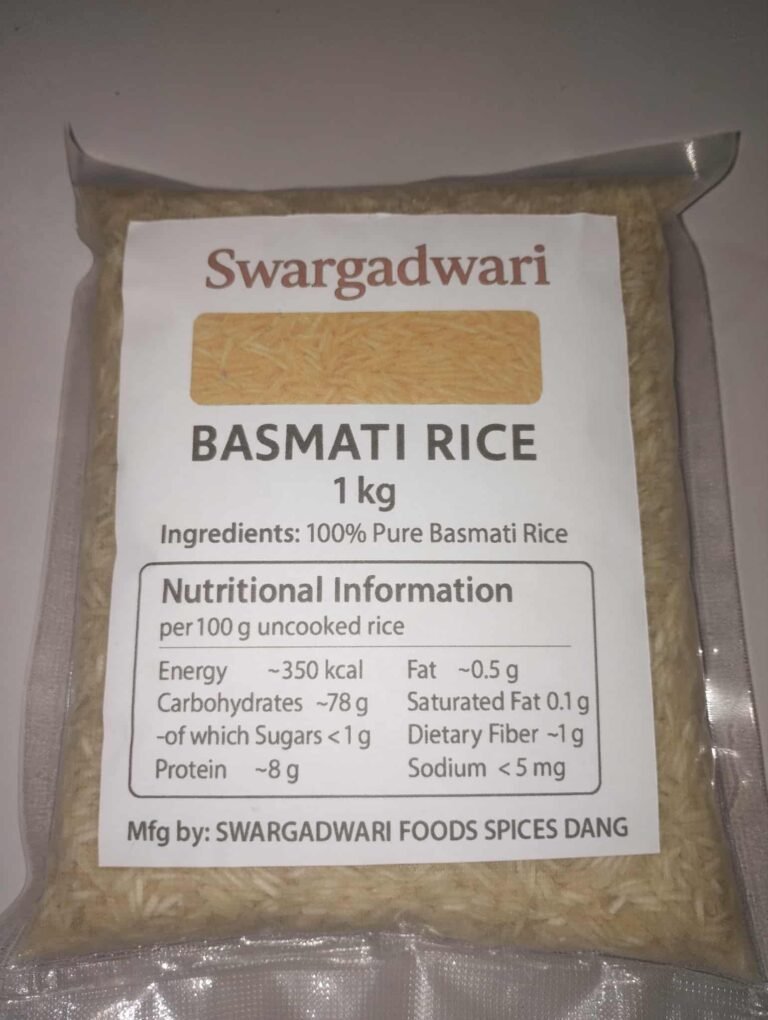 Swargadwari
BASMATI RICE
1 kg
Ingredients: 100% Pure Basmati Rice
Nutritional Information
per 100 g uncooked rice
Energy ~350 kcal Fat ~0.5 g
Carbohydrates ~78 g Saturated Fat 0.1 g
-of which Sugars < 1 g Dietary Fiber ~1 g
Protein ~8 g Sodium < 5 mg
Mfg by: SWARGADWARI FOODS SPICES DANG